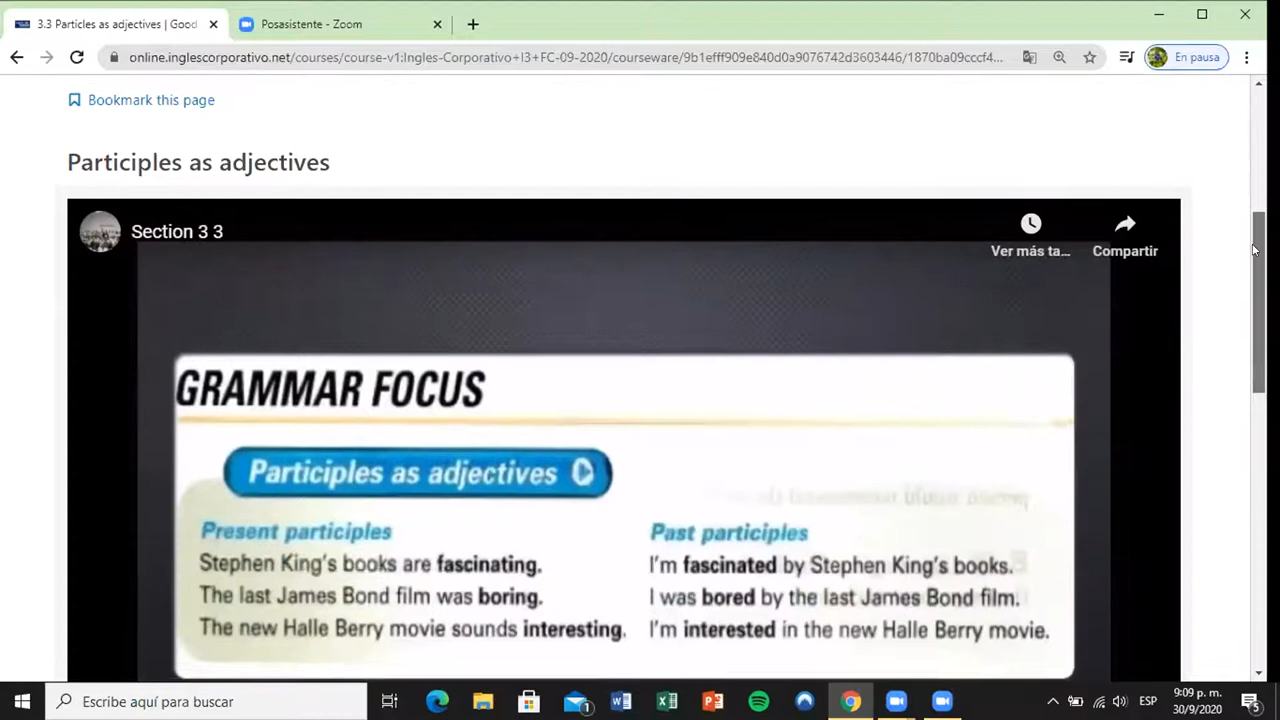 3.3 Particles as adjectives | Good
Posasistente - Zoom
online.inglescorporativo.net/courses/course-v1:Ingles-Corporativo+I3+FC-09-2020/courseware/9b1efff909e840d0a9076742d3603446/1870ba09cccf4...
En pausa
Bookmark this page
Participles as adjectives
Section 3 3
Ver más ta...
Compartir
GRAMMAR FOCUS
Participles as adjectives
Present participles
Stephen King's books are fascinating.
The last James Bond film was boring.
The new Halle Berry movie sounds interesting.
Past participles
I'm fascinated by Stephen King's books.
I was bored by the last James Bond film.
I'm interested in the new Halle Berry movie.
Escribe aquí para buscar
1
ESP
9:09 p. m.
30/9/2020
5